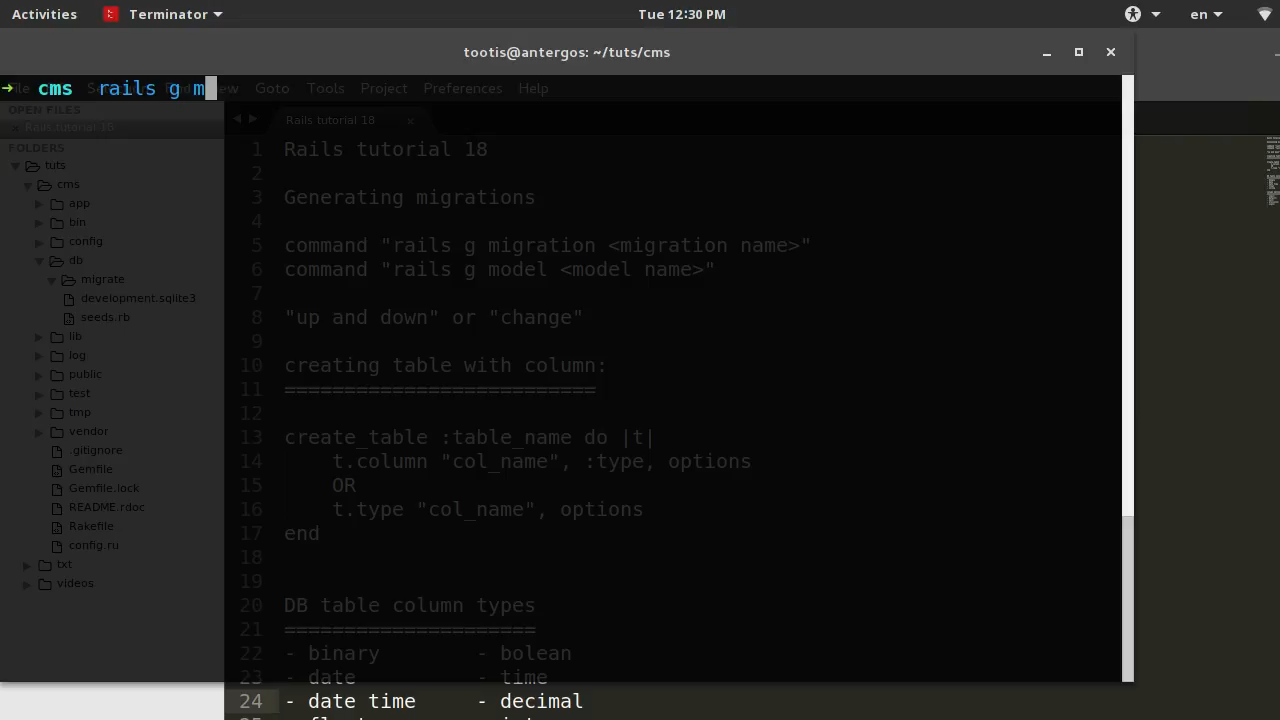 Activities Terminator Tue 12:30 PM en
tootis@antergos: ~/tuts/cms
➜ cms rails g m
Goto Tools Project Preferences Help
OPEN FILES
Rails tutorial 18
Rails tutorial 18
FOLDERS
tuts
cms
app
bin
config
db
migrate
development.sqlite3
seeds.rb
lib
log
public
test
tmp
vendor
.gitignore
Gemfile
Gemfile.lock
README.rdoc
Rakefile
config.ru
txt
videos
1 Rails tutorial 18
2
3 Generating migrations
4
5 command "rails g migration <migration name>"
6 command "rails g model <model name>"
7
8 "up and down" or "change"
9
10 creating table with column:
11 ==========================
12
13 create_table :table_name do |t|
14 t.column "col_name", :type, options
15 OR
16 t.type "col_name", options
17 end
18
19
20 DB table column types
21 =====================
22 - binary - bolean
23 - date - time
24 - date time - decimal